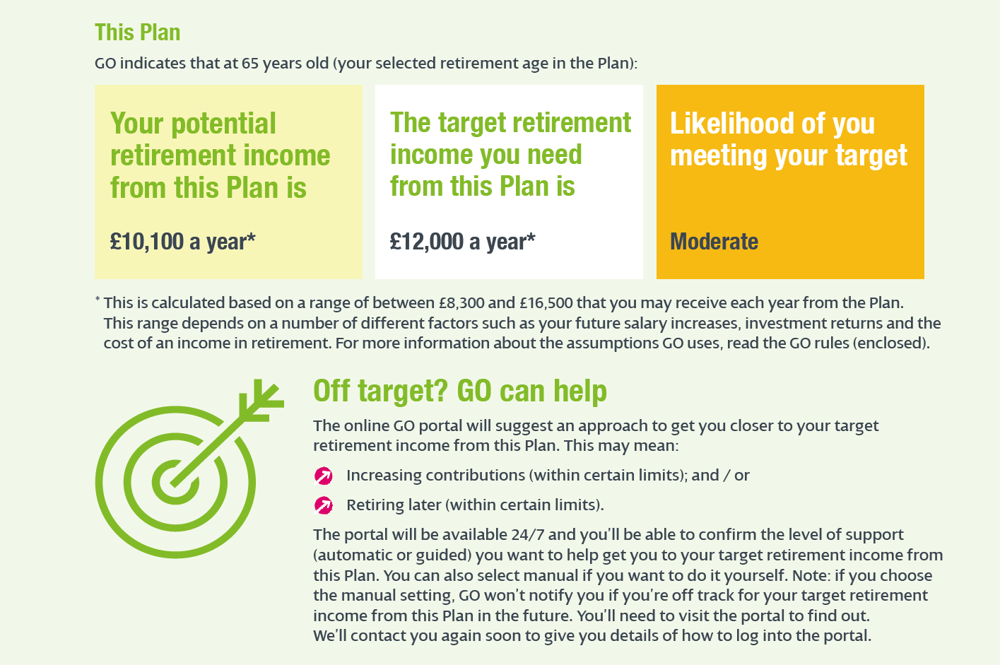 This Plan
GO indicates that at 65 years old (your selected retirement age in the Plan):
Your potential
retirement income
from this Plan is
£10,100 a year*
The target retirement
income you need
from this Plan is
£12,000 a year*
Likelihood of you
meeting your target
Moderate
* This is calculated based on a range of between £8,300 and £16,500 that you may receive each year from the Plan.
This range depends on a number of different factors such as your future salary increases, investment returns and the
cost of an income in retirement. For more information about the assumptions GO uses, read the GO rules (enclosed).
Off target? GO can help
The online GO portal will suggest an approach to get you closer to your target
retirement income from this Plan. This may mean:
Increasing contributions (within certain limits); and / or
Retiring later (within certain limits).
The portal will be available 24/7 and you’ll be able to confirm the level of support
(automatic or guided) you want to help get you to your target retirement income from
this Plan. You can also select manual if you want to do it yourself. Note: if you choose
the manual setting, GO won’t notify you if you’re off track for your target retirement
income from this Plan in the future. You’ll need to visit the portal to find out.
We’ll contact you again soon to give you details of how to log into the portal.